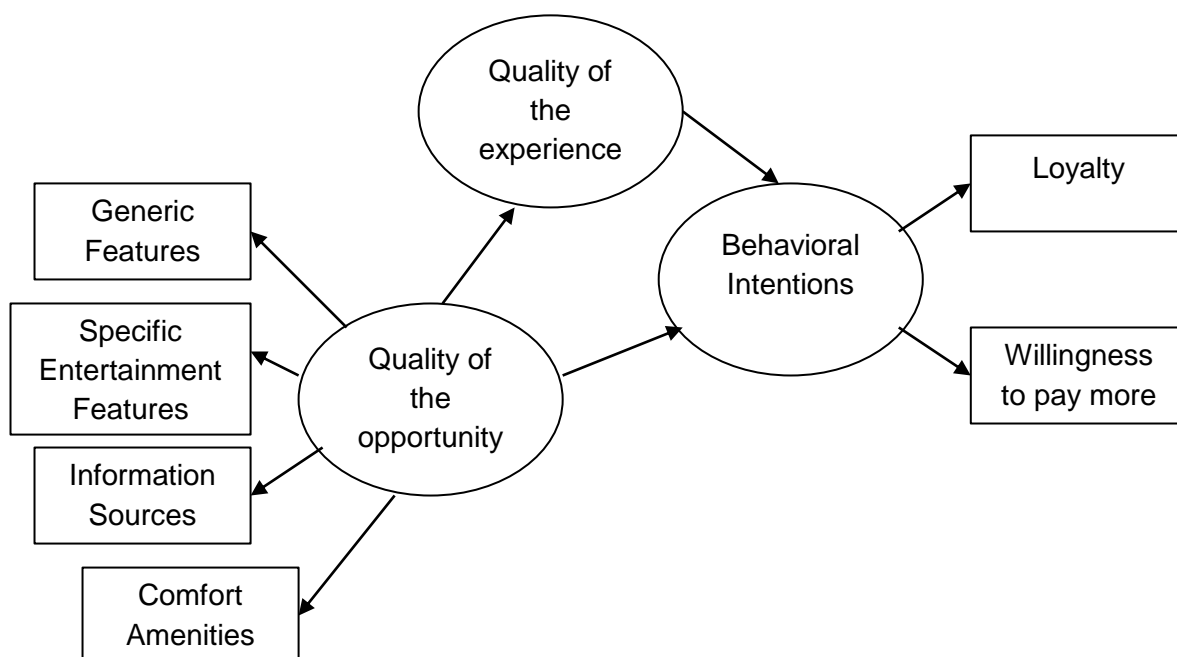 Quality of
the
experience
Loyalty
Generic
Features
Behavioral
Intentions
Specific
Entertainment
Features
Quality of
the
opportunity
Willingness
to pay more
Information
Sources
Comfort
Amenities